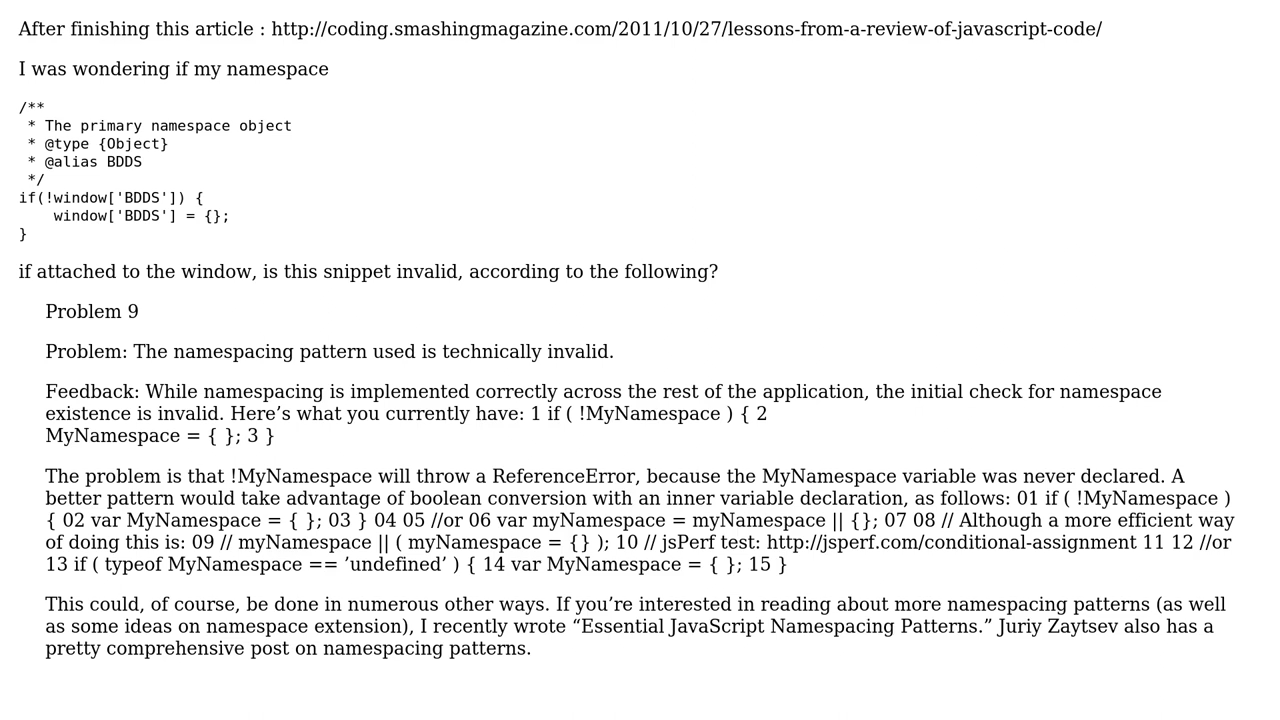 After finishing this article : http://coding.smashingmagazine.com/2011/10/27/lessons-from-a-review-of-javascript-code/
I was wondering if my namespace
/**
 * The primary namespace object
 * @type {Object}
 * @alias BDDS
 */
if(!window['BDDS']) {
    window['BDDS'] = {};
}
if attached to the window, is this snippet invalid, according to the following?
Problem 9
Problem: The namespacing pattern used is technically invalid.
Feedback: While namespacing is implemented correctly across the rest of the application, the initial check for namespace
existence is invalid. Here’s what you currently have: 1 if ( !MyNamespace ) { 2
MyNamespace = { }; 3 }
The problem is that !MyNamespace will throw a ReferenceError, because the MyNamespace variable was never declared. A
better pattern would take advantage of boolean conversion with an inner variable declaration, as follows: 01 if ( !MyNamespace )
{ 02 var MyNamespace = { }; 03 } 04 05 //or 06 var myNamespace = myNamespace || {}; 07 08 // Although a more efficient way
of doing this is: 09 // myNamespace || ( myNamespace = {} ); 10 // jsPerf test: http://jsperf.com/conditional-assignment 11 12 //or
13 if ( typeof MyNamespace == ’undefined’ ) { 14 var MyNamespace = { }; 15 }
This could, of course, be done in numerous other ways. If you’re interested in reading about more namespacing patterns (as well
as some ideas on namespace extension), I recently wrote “Essential JavaScript Namespacing Patterns.” Juriy Zaytsev also has a
pretty comprehensive post on namespacing patterns.